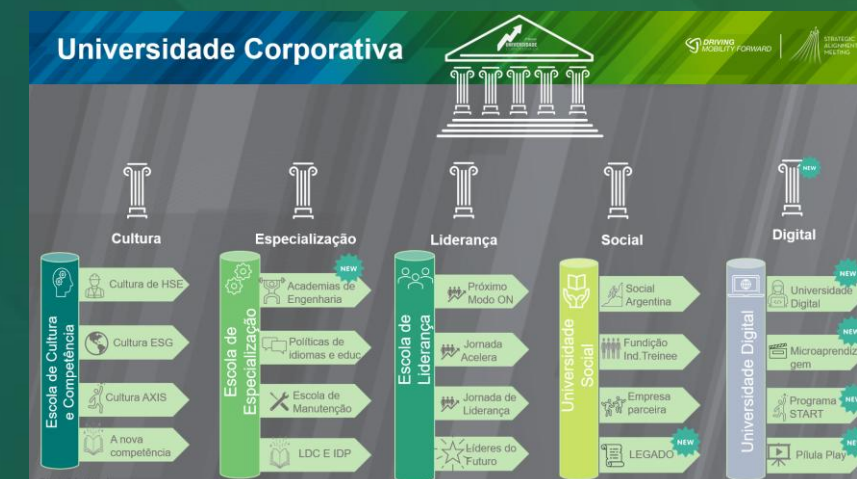 Universidade Corporativa
UNIVERSIDADE
DRIVING
MOBILITY FORWARD
STRATEGIC
ALIGNMENT
MEETING
NEW
Cultura
Especialização
Liderança
Social
Digital
Escola de Cultura
e Competência
Cultura de HSE
Cultura ESG
Cultura AXIS
A nova
competência
Escola de
Especialização
NEW
Academias de
Engenharia
Políticas de
idiomas e educ
Escola de
Manutenção
LDC E IDP
Escola de
Liderança
Próximo
Modo ON
Jornada
Acelera
Jornada de
Liderança
Líderes do
Futuro
Universidade
Social
Social
Argentina
Fundição
Ind.Treinee
Empresa
parceira
LEGADO
NEW
Universidade Digital
NEW
Universidade
Digital
NEW
Microaprendiz
gem
Programa
START
NEW
Pílula Play
NEW